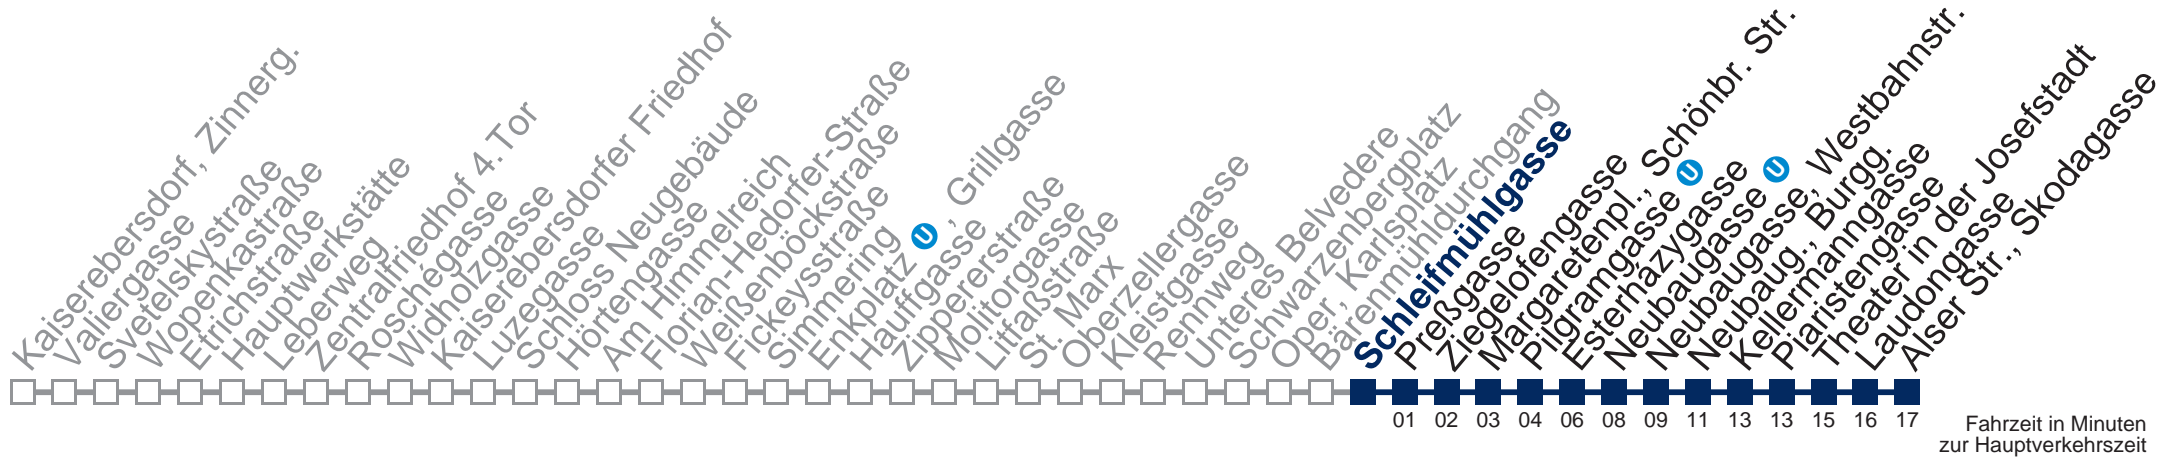 Kaiserebersdorf, Zinnerg.
Valiergasse
Svetelskystraße
Wopenkastraße
Etrichstraße
Hauptwerkstätte
Leberweg
Zentralfriedhof 4.Tor
Roschégasse
Widholzgasse
Kaiserebersdorfer Friedhof
Luzegasse
Schloss Neugebäude
Hörtengasse
Am Himmelreich
Florian-Hedorfer-Straße
Weißenböckstraße
Fickeysstraße
Simmering
Enkplatz U , Grillgasse
Hauffgasse
Zippererstraße
Molitorgasse
Litfaßstraße
St. Marx
Oberzellergasse
Kleistgasse
Rennweg
Unteres Belvedere
Schwarzenbergplatz
Oper, Karlsplatz
Bärenmühldurchgang
Schleifmühlgasse
Preßgasse
Ziegelofengasse
Margaretenpl., Schönbr. Str.
Pilgramgasse U
Esterházygasse
Neubaugasse U
Neubaugasse, Westbahnstr.
Neubaug., Burgg.
Kellermanngasse
Piaristengasse
Theater in der Josefstadt
Laudongasse
Alser Str., Skodagasse
01 02 03 04 06 08 09 11 13 13 15 16 17
Fahrzeit in Minuten
zur Hauptverkehrszeit